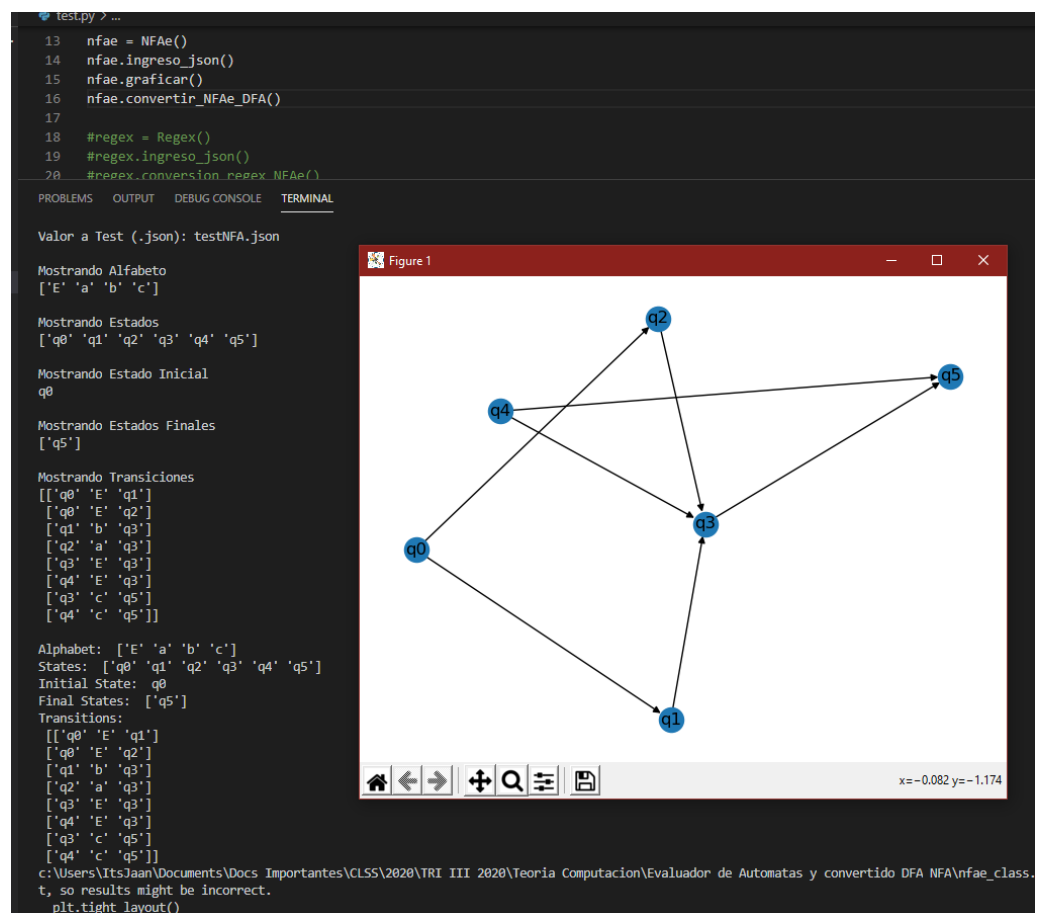 test.py > ...
13 nfae = NFAe()
14 nfae.ingreso_json()
15 nfae.graficar()
16 nfae.convertir_NFAe_DFA()
17
18 #regex = Regex()
19 #regex.ingreso_json()
20 #regex.conversion_regex_NFAe()
PROBLEMS OUTPUT DEBUG CONSOLE TERMINAL
Valor a Test (.json): testNFA.json
Mostrando Alfabeto
['E' 'a' 'b' 'c']
Mostrando Estados
['q0' 'q1' 'q2' 'q3' 'q4' 'q5']
Mostrando Estado Inicial
q0
Mostrando Estados Finales
['q5']
Mostrando Transiciones
[['q0' 'E' 'q1']
['q0' 'E' 'q2']
['q1' 'b' 'q3']
['q2' 'a' 'q3']
['q3' 'E' 'q3']
['q4' 'E' 'q3']
['q3' 'c' 'q5']
['q4' 'c' 'q5']]
Alphabet: ['E' 'a' 'b' 'c']
States: ['q0' 'q1' 'q2' 'q3' 'q4' 'q5']
Initial State: q0
Final States: ['q5']
Transitions:
[['q0' 'E' 'q1']
['q0' 'E' 'q2']
['q1' 'b' 'q3']
['q2' 'a' 'q3']
['q3' 'E' 'q3']
['q4' 'E' 'q3']
['q3' 'c' 'q5']
['q4' 'c' 'q5']]
c:\Users\ItsJaan\Documents\Docs Importantes\CLSS\2020\TRI III 2020\Teoria Computacion\Evaluador de Automatas y convertido DFA NFA\nfae_class.
t, so results might be incorrect.
plt.tight_layout()
Figure 1
q2
q5
q4
q3
q0
q1
x=−0.082 y=−1.174